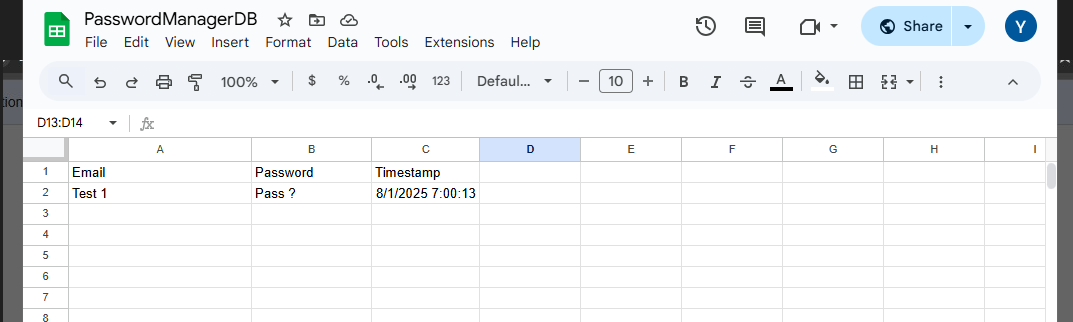 PasswordManagerDB
File Edit View Insert Format Data Tools Extensions Help
Share
Y
100% $ % .0 .00 123 Defaul... 10 B I S A
tion
D13:D14 fx
A B C D E F G H I
1 Email Password Timestamp
2 Test 1 Pass ? 8/1/2025 7:00:13
3
4
5
6
7
8